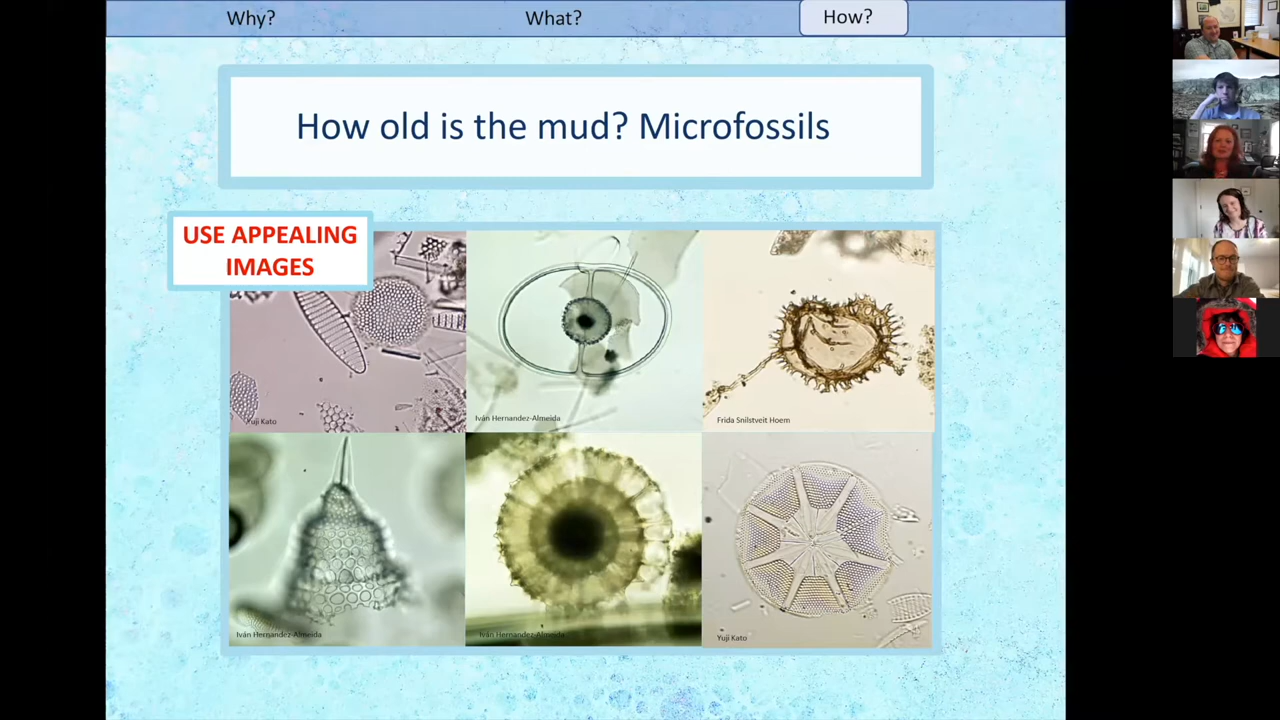 Why?
What?
How?
How old is the mud? Microfossils
USE APPEALING
IMAGES
Yuji Kato
Iván Hernandez-Almeida
Frida Snilstveit Hoem
Iván Hernandez-Almeida
Iván Hernandez-Almeida
Yuji Kato